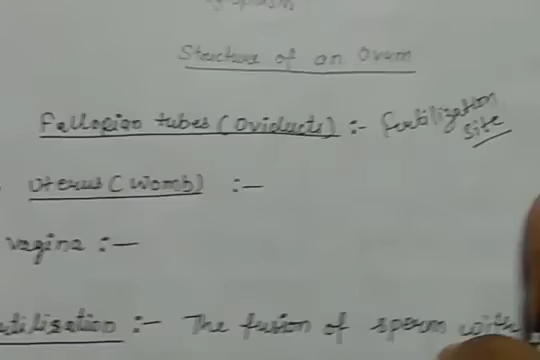 Structure of an Ovum
Fallopian tubes (Oviducts) :- fertilization site
Uterus (Womb) :-
vagina :-
The fusion of sperm with